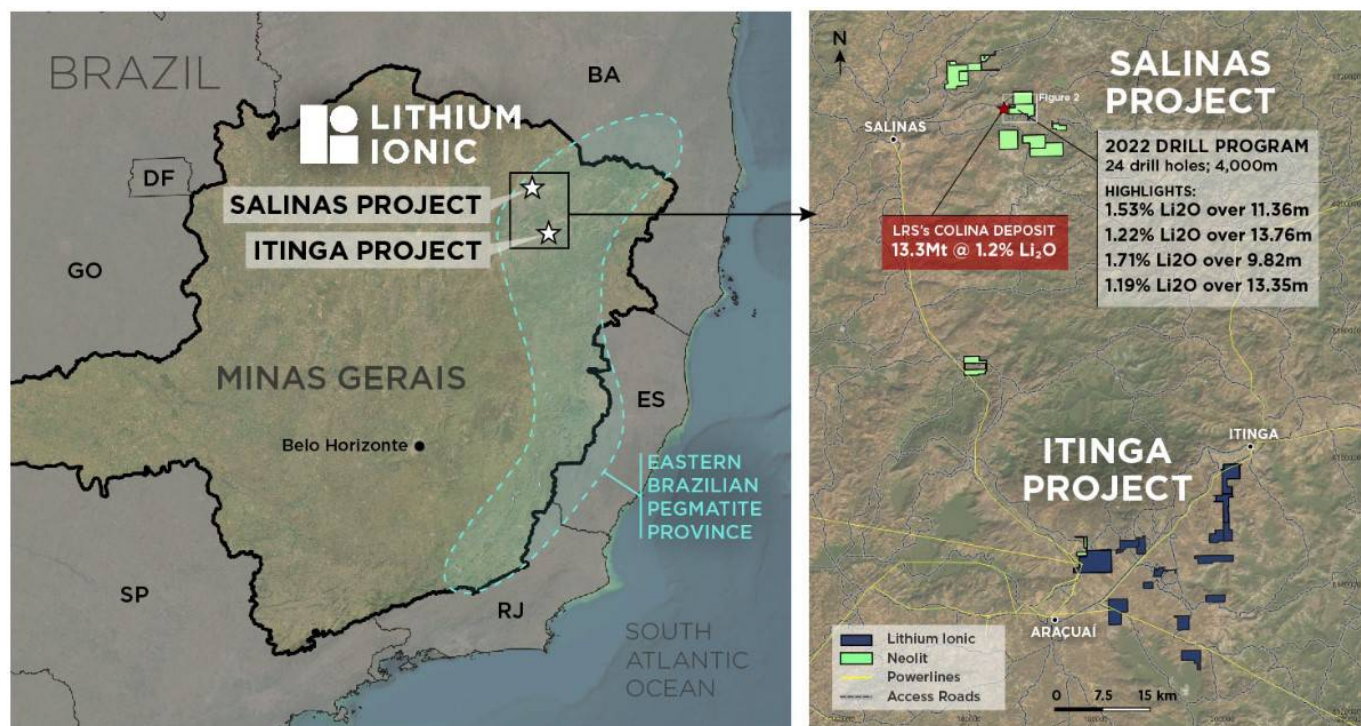 BRAZIL
BA
LITHIUM
IONIC
DF
SALINAS PROJECT
ITINGA PROJECT
GO
MINAS GERAIS
ES
Belo Horizonte
EASTERN
BRAZILIAN
PEGMATITE
PROVINCE
SP
RJ
SOUTH
ATLANTIC
OCEAN
N
SALINAS
PROJECT
Figure 2
SALINAS
2022 DRILL PROGRAM
24 drill holes; 4,000m
HIGHLIGHTS:
1.53% Li2O over 11.36m
1.22% Li2O over 13.76m
1.71% Li2O over 9.82m
1.19% Li2O over 13.35m
LRS's COLINA DEPOSIT
13.3Mt @ 1.2% Li₂O
ITINGA
ITINGA
PROJECT
ARAÇUAÍ
Lithium Ionic
Neolit
Powerlines
Access Roads
0 7.5 15 km